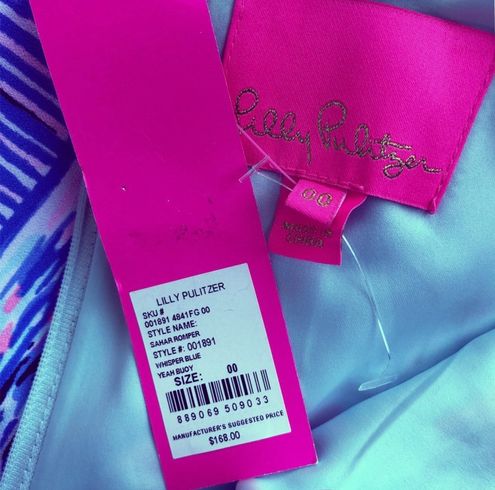 Lilly Pulitzer
00
MADE IN
CHINA
LILLY PULITZER
SKU #
001891 4841FG 00
STYLE NAME:
SAHAR ROMPER
STYLE #: 001891
WHISPER BLUE
YEAH BUOY
SIZE: 00
889069 509033
MANUFACTURER'S SUGGESTED PRICE
$168.00